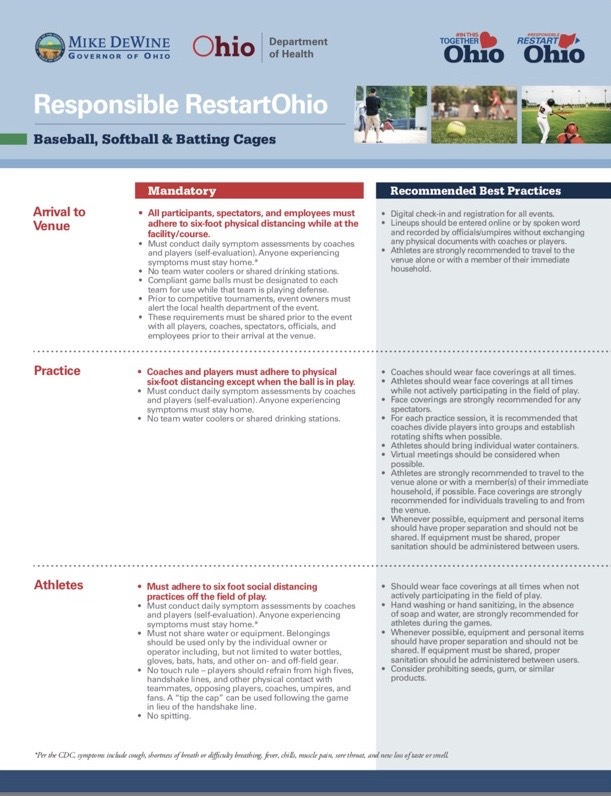 MIKE DEWINE
GOVERNOR OF OHIO
Ohio
Department
of Health
#INTHIS
TOGETHER
Ohio
#RESPONSIBLE
RESTART
Ohio
Responsible RestartOhio
Baseball, Softball & Batting Cages
Mandatory
Recommended Best Practices
Arrival to
Venue
• All participants, spectators, and employees must
adhere to six-foot physical distancing while at the
facility/course.
• Must conduct daily symptom assessments by coaches
and players (self-evaluation). Anyone experiencing
symptoms must stay home.*
• No team water coolers or shared drinking stations.
• Compliant game balls must be designated to each
team for use while that team is playing defense.
• Prior to competitive tournaments, event owners must
alert the local health department of the event.
• These requirements must be shared prior to the event
with all players, coaches, spectators, officials, and
employees prior to their arrival at the venue.
• Digital check-in and registration for all events.
• Lineups should be entered online or by spoken word
and recorded by officials/umpires without exchanging
any physical documents with coaches or players.
• Athletes are strongly recommended to travel to the
venue alone or with a member of their immediate
household.
Practice
• Coaches and players must adhere to physical
six-foot distancing except when the ball is in play.
• Must conduct daily symptom assessments by coaches
and players (self-evaluation). Anyone experiencing
symptoms must stay home.
• No team water coolers or shared drinking stations.
• Coaches should wear face coverings at all times.
• Athletes should wear face coverings at all times
while not actively participating in the field of play.
• Face coverings are strongly recommended for any
spectators.
• For each practice session, it is recommended that
coaches divide players into groups and establish
rotating shifts when possible.
• Athletes should bring individual water containers.
• Virtual meetings should be considered when
possible.
• Athletes are strongly recommended to travel to the
venue alone or with a member(s) of their immediate
household, if possible. Face coverings are strongly
recommended for individuals traveling to and from
the venue.
• Whenever possible, equipment and personal items
should have proper separation and should not be
shared. If equipment must be shared, proper
sanitation should be administered between users.
Athletes
• Must adhere to six foot social distancing
practices off the field of play.
• Must conduct daily symptom assessments by coaches
and players (self-evaluation). Anyone experiencing
symptoms must stay home.*
• Must not share water or equipment. Belongings
should be used only by the individual owner or
operator including, but not limited to water bottles,
gloves, bats, hats, and other on- and off-field gear.
• No touch rule – players should refrain from high fives,
handshake lines, and other physical contact with
teammates, opposing players, coaches, umpires, and
fans. A “tip the cap” can be used following the game
in lieu of the handshake line.
• No spitting.
• Should wear face coverings at all times when not
actively participating in the field of play.
• Hand washing or hand sanitizing, in the absence
of soap and water, are strongly recommended for
athletes during the games.
• Whenever possible, equipment and personal items
should have proper separation and should not be
shared. If equipment must be shared, proper
sanitation should be administered between users.
• Consider prohibiting seeds, gum, or similar
products.
*Per the CDC, symptoms include cough, shortness of breath or difficulty breathing, fever, chills, muscle pain, sore throat, and new loss of taste or smell.